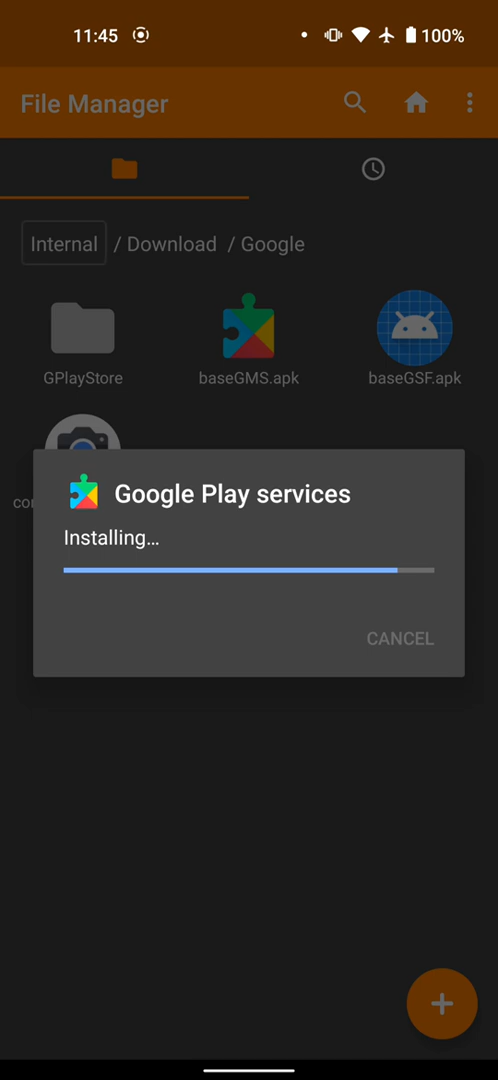 11:45 100%
File Manager
Internal / Download / Google
GPlayStore baseGMS.apk baseGSF.apk
Google Play services
Installing…
CANCEL